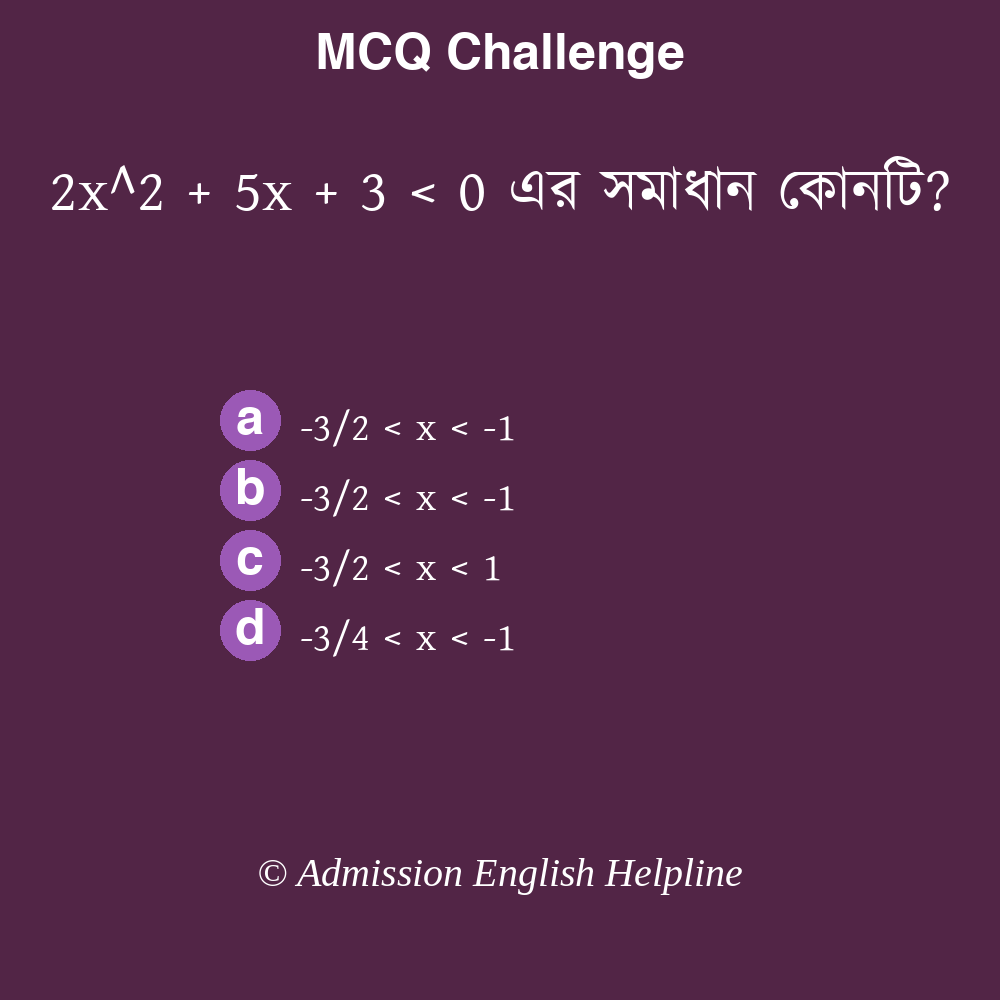 MCQ Challenge
2x^2 + 5x + 3 < 0 এর সমাধান কোনটি?
a -3/2 < x < -1
b -3/2 < x < -1
c -3/2 < x < 1
d -3/4 < x < -1
© Admission English Helpline